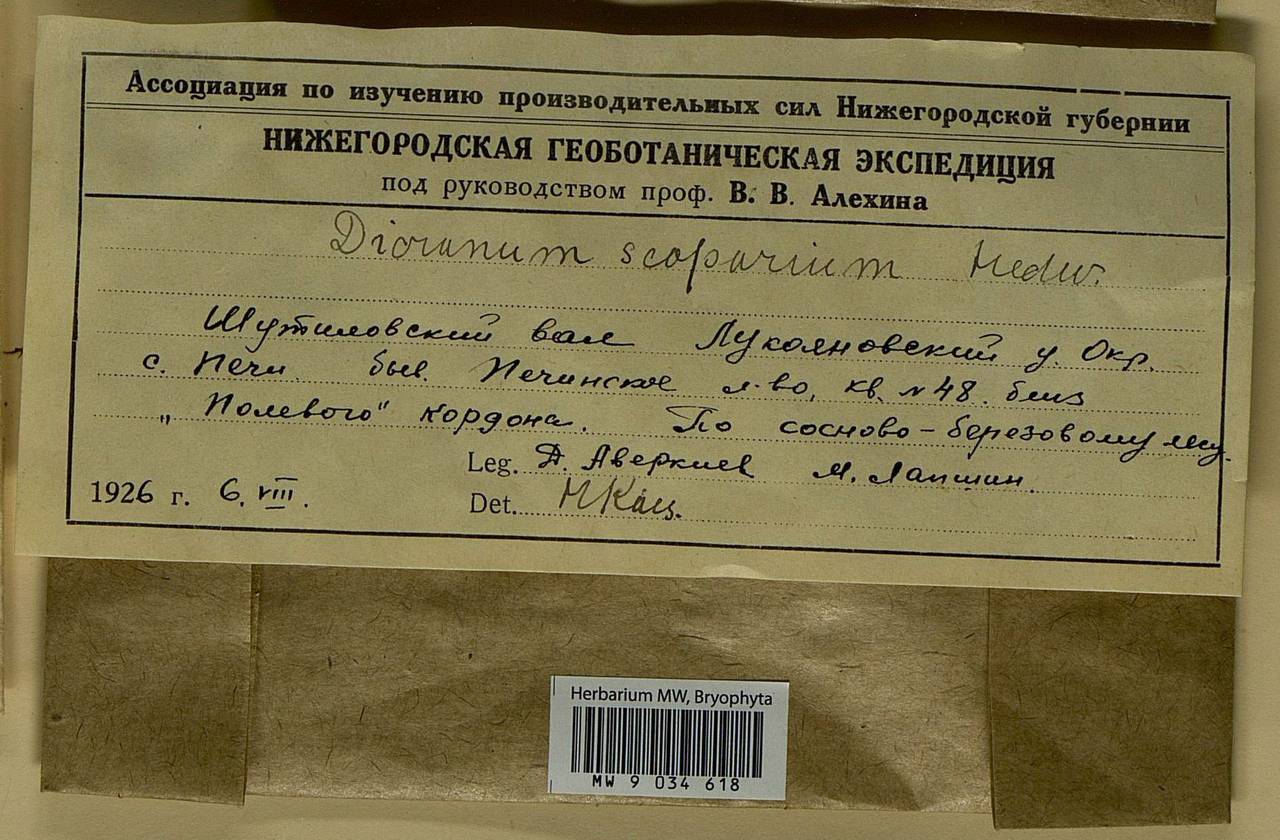 Ассоциация по изучению производительных сил Нижегородской губернии
НИЖЕГОРОДСКАЯ ГЕОБОТАНИЧЕСКАЯ ЭКСПЕДИЦИЯ
под руководством проф. В. В. Алехина
Dicranum scoparium Hedw.
Шутиловский вал Лукояновский у. Окр.
с. Печи. быв. Печинское л-во, кв. N 48. близ
„Полевого" кордона. По сосново-березовому лесу.
Leg. Д. Аверкиев М. Лапшин.
1926 г. 6. VIII.
Det. Н Кац.
Herbarium MW, Bryophyta
MW 9 034 618